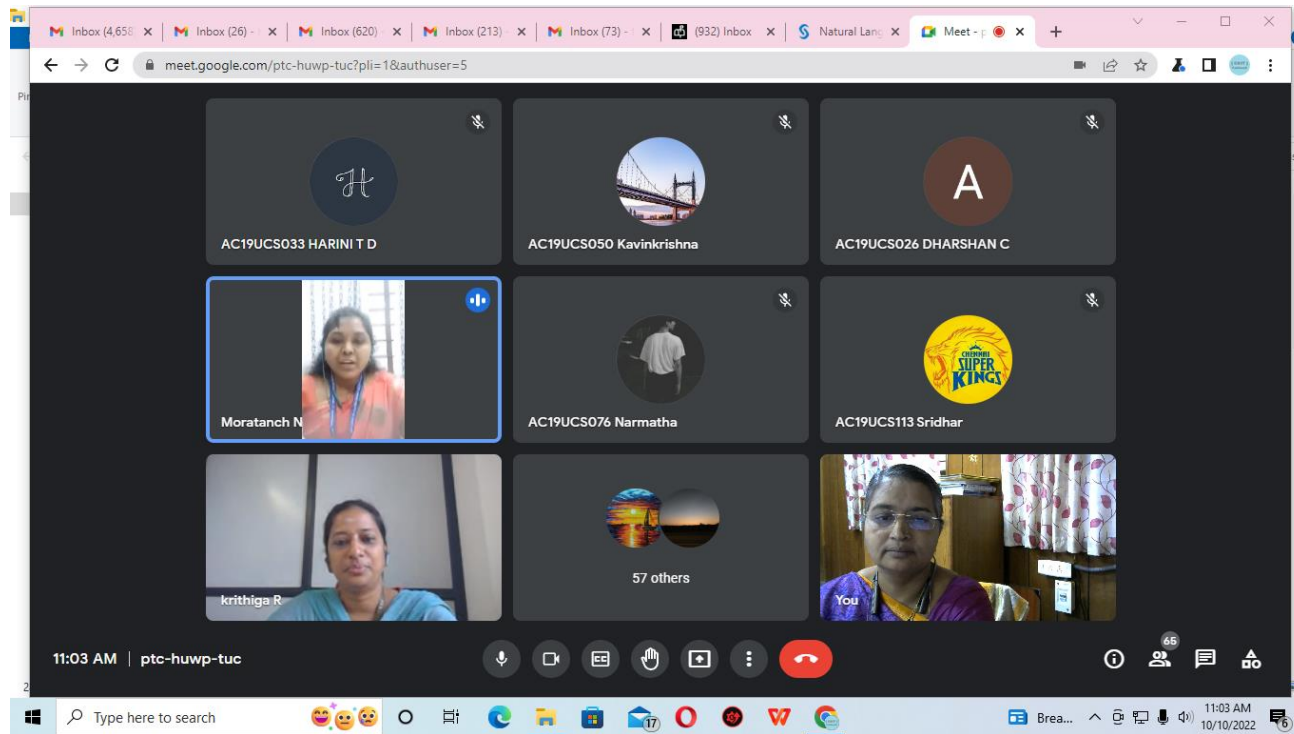 Inbox (4,658
Inbox (26) -
Inbox (620)
Inbox (213)
Inbox (73) -
(932) Inbox
Natural Lang
Meet - p
meet.google.com/ptc-huwp-tuc?pli=1&authuser=5
H
A
AC19UCS033 HARINI T D
AC19UCS050 Kavinkrishna
AC19UCS026 DHARSHAN C
CHENNAI
SUPER
KINGS
Moratanch N
AC19UCS076 Narmatha
AC19UCS113 Sridhar
57 others
krithiga R
You
65
11:03 AM | ptc-huwp-tuc
CC
Type here to search
17
Brea...
11:03 AM
10/10/2022
6